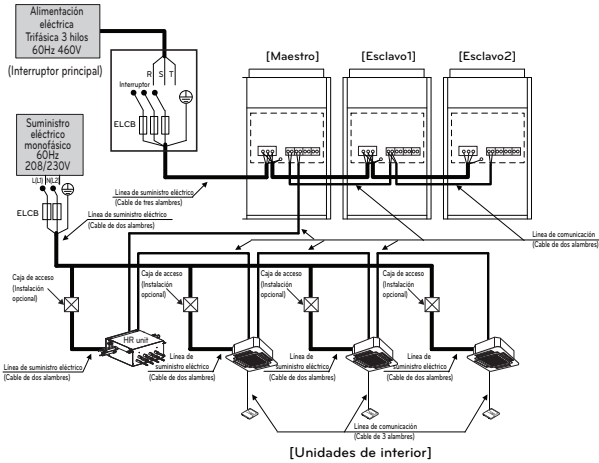 Alimentación
eléctrica
Trifásica 3 hilos
60Hz 460V
(Interruptor principal)
R S T
Interruptor
ELCB
[Maestro]
[Esclavo1]
[Esclavo2]
Suministro
eléctrico
monofásico
60Hz
208/230V
L(L1) N(L2)
ELCB
Línea de suministro eléctrico
(Cable de tres alambres)
Línea de suministro eléctrico
(Cable de dos alambres)
Línea de comunicación
(Cable de dos alambres)
Caja de acceso
(Instalación
opcional)
Caja de acceso
(Instalación
opcional)
Caja de acceso
(Instalación
opcional)
Caja de acceso
(Instalación
opcional)
HR unit
Línea de suministro eléctrico
(Cable de dos alambres)
Línea de
suministro eléctrico
(Cable de dos alambres)
Línea de
suministro eléctrico
(Cable de dos alambres)
Línea de
suministro eléctrico
(Cable de dos alambres)
Línea de comunicación
(Cable de 3 alambres)
[Unidades de interior]